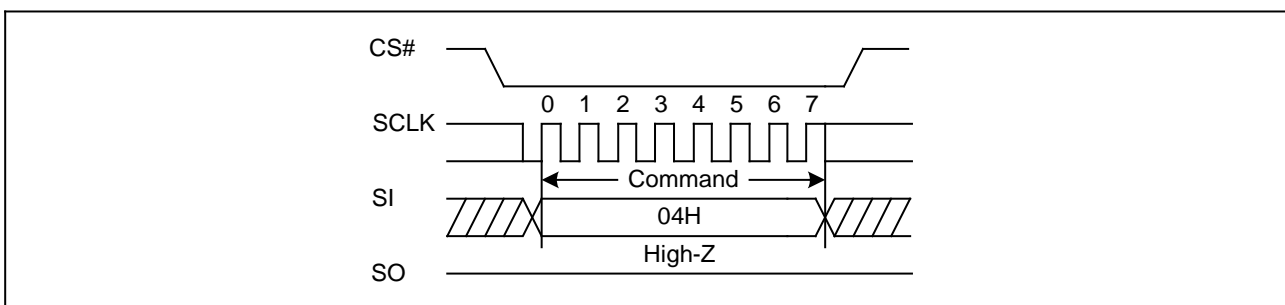 CS#
0 1 2 3 4 5 6 7
SCLK
Command
SI
04H
High-Z
SO